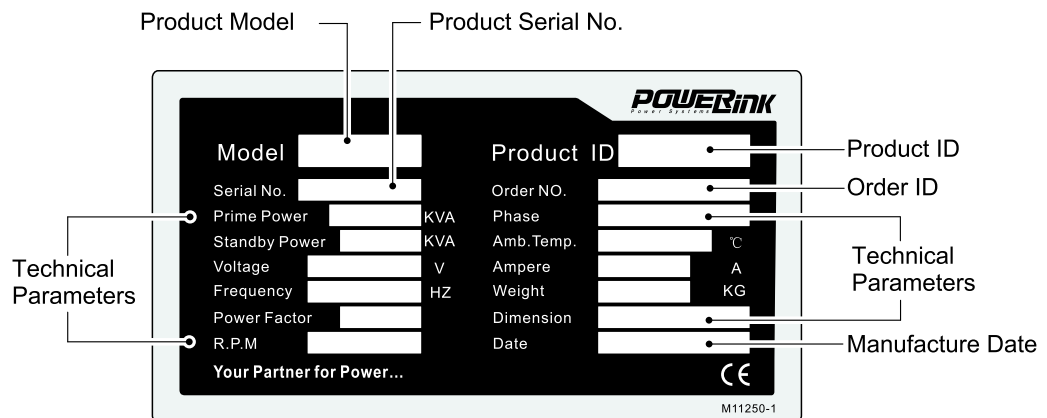 Product Model
Product Serial No.
POWERink
Power Systems
Model
Product ID
Product ID
Serial No.
Order NO.
Order ID
Prime Power KVA
Phase
Standby Power KVA
Amb.Temp. ℃
Technical
Parameters
Voltage V
Ampere A
Technical
Parameters
Frequency HZ
Weight KG
Power Factor
Dimension
R.P.M
Date
Manufacture Date
Your Partner for Power...
CE
M11250-1